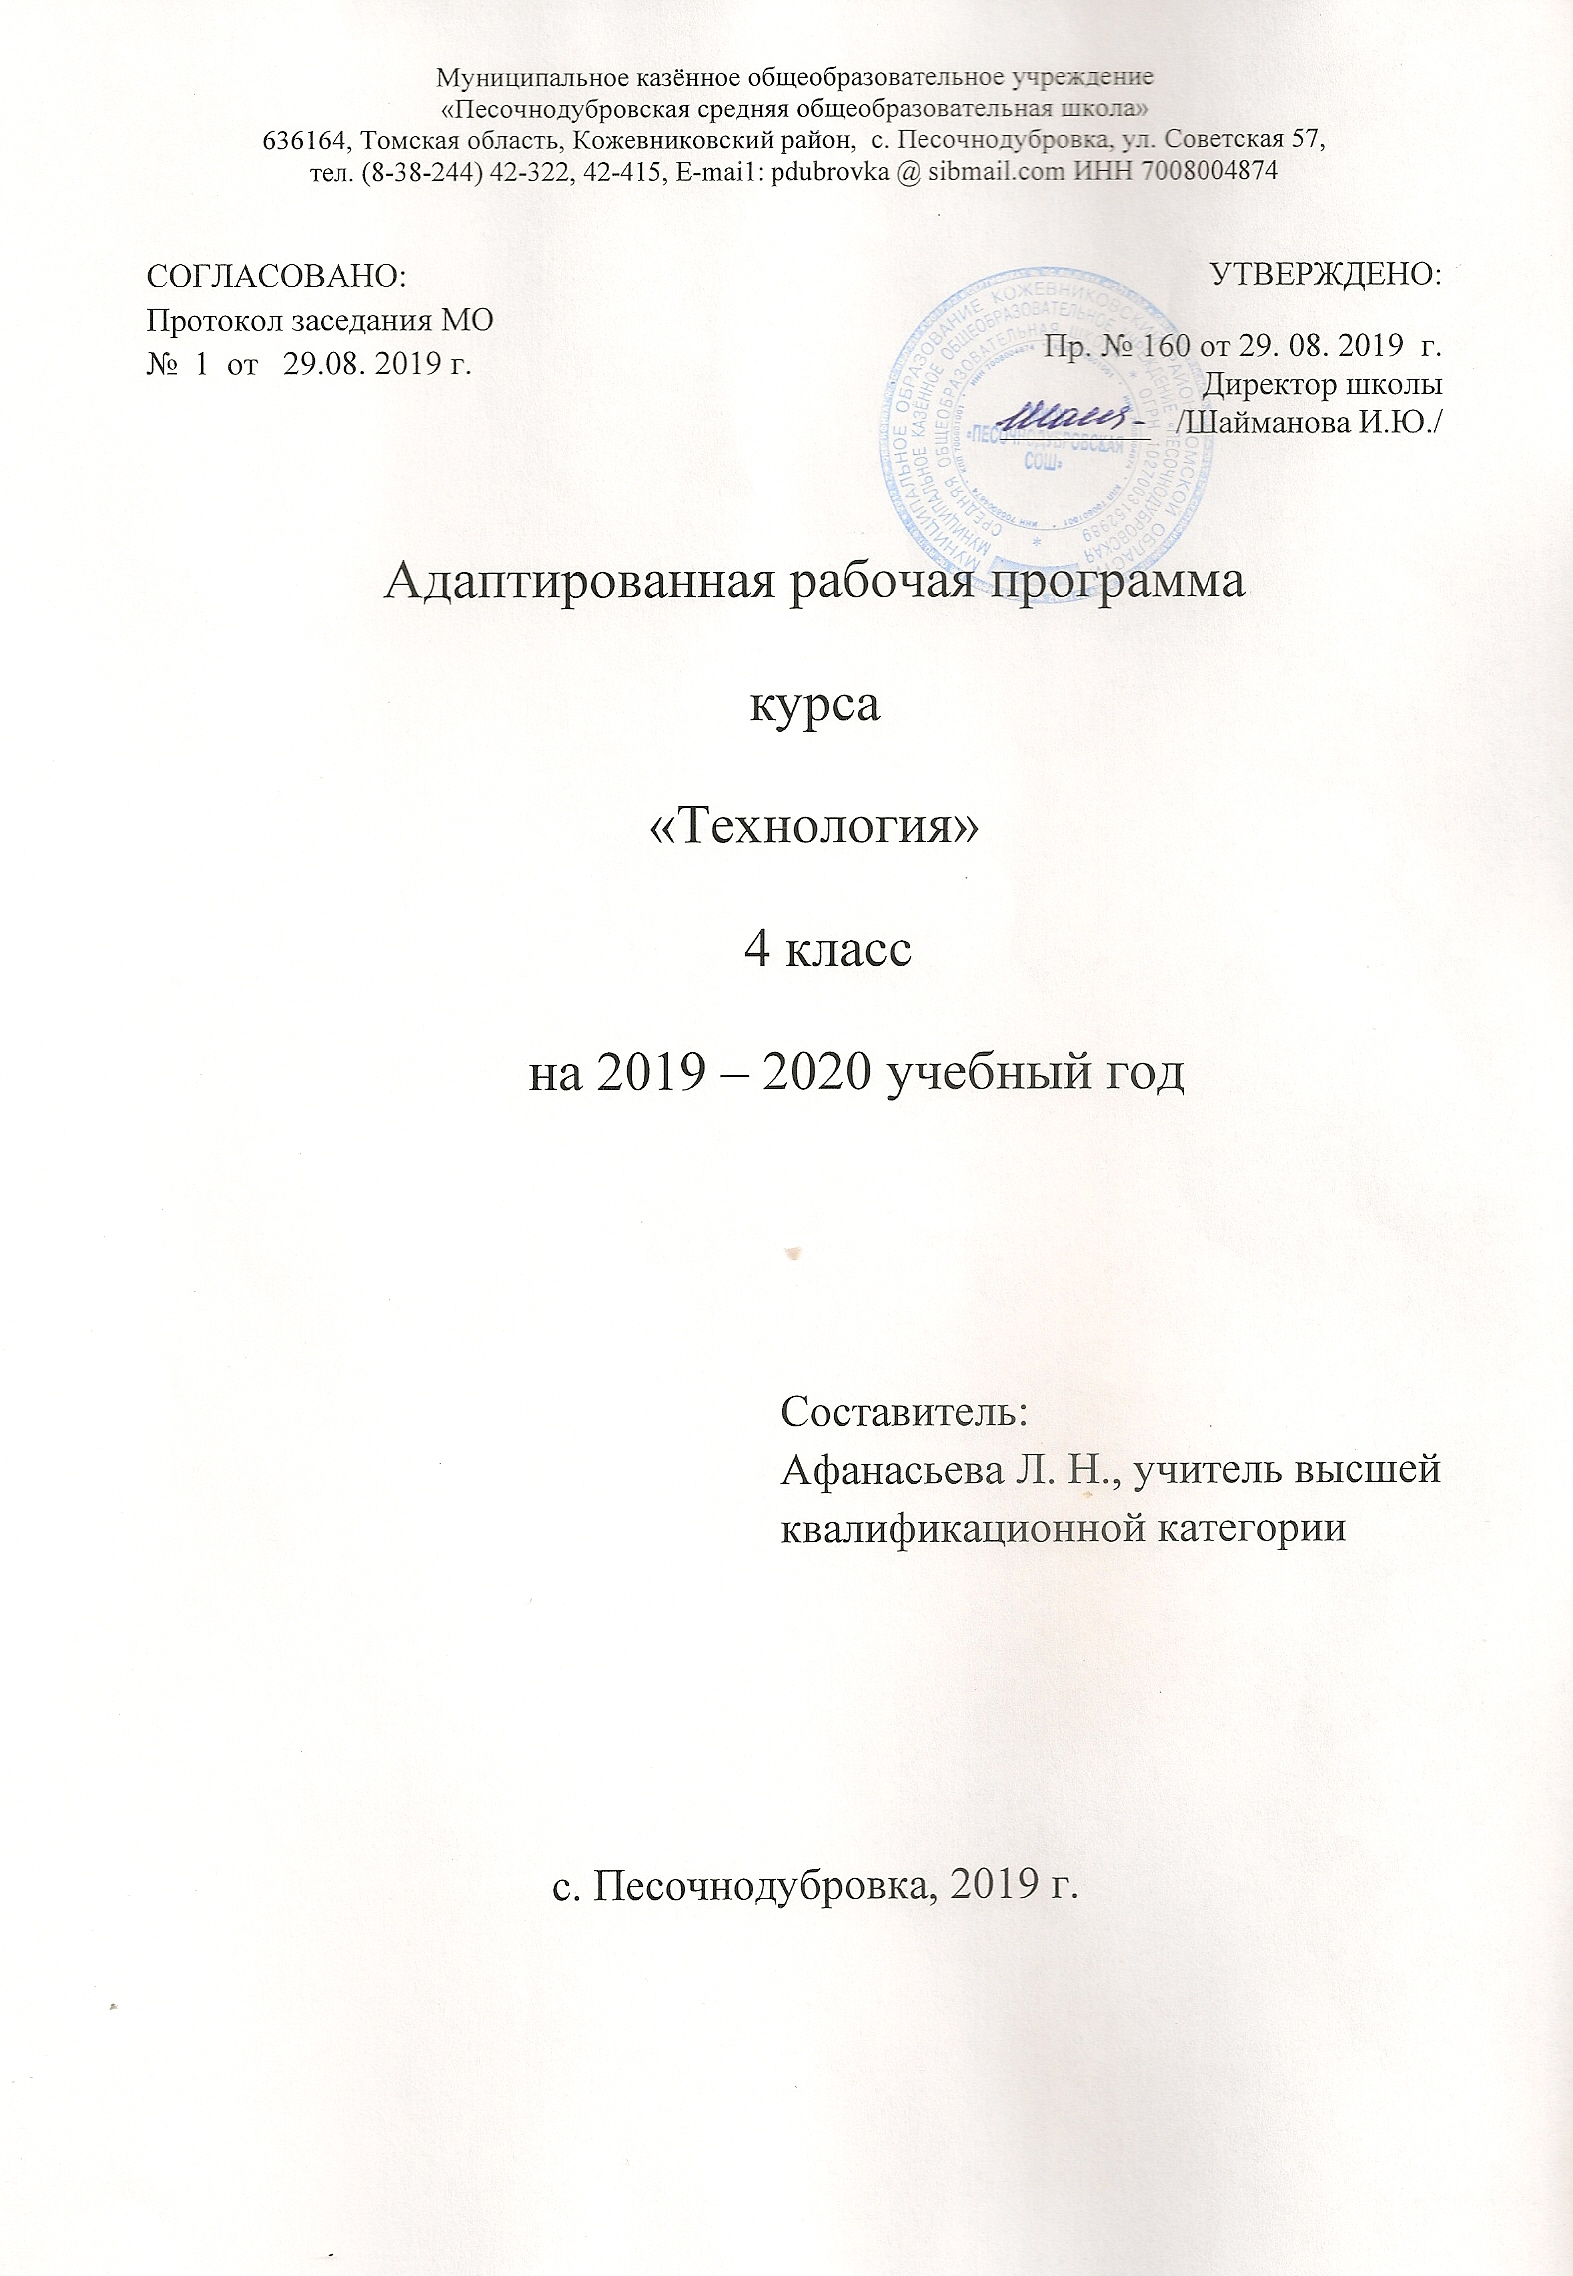 Муниципальное казённое общеобразовательное учреждение
«Песочнодубровская средняя общеобразовательная школа»
636164, Томская область, Кожевниковский район,  с. Песочнодубровка, ул. Советская 57,
тел. (8-38-244) 42-322, 42-415, E-mai1: pdubrovka @ sibmail.com ИНН 7008004874
СОГЛАСОВАНО:
Протокол заседания МО
№  1  от   29.08. 2019 г.
УТВЕРЖДЕНО:
Пр. № 160 от 29. 08. 2019  г.
Директор школы
/Шайманова И.Ю./
«ПЕСОЧНОДУБРОВСКАЯ
СОШ»
Адаптированная рабочая программа
курса
«Технология»
4 класс
на 2019 – 2020 учебный год
Составитель:
Афанасьева Л. Н., учитель высшей
квалификационной категории
с. Песочнодубровка, 2019 г.